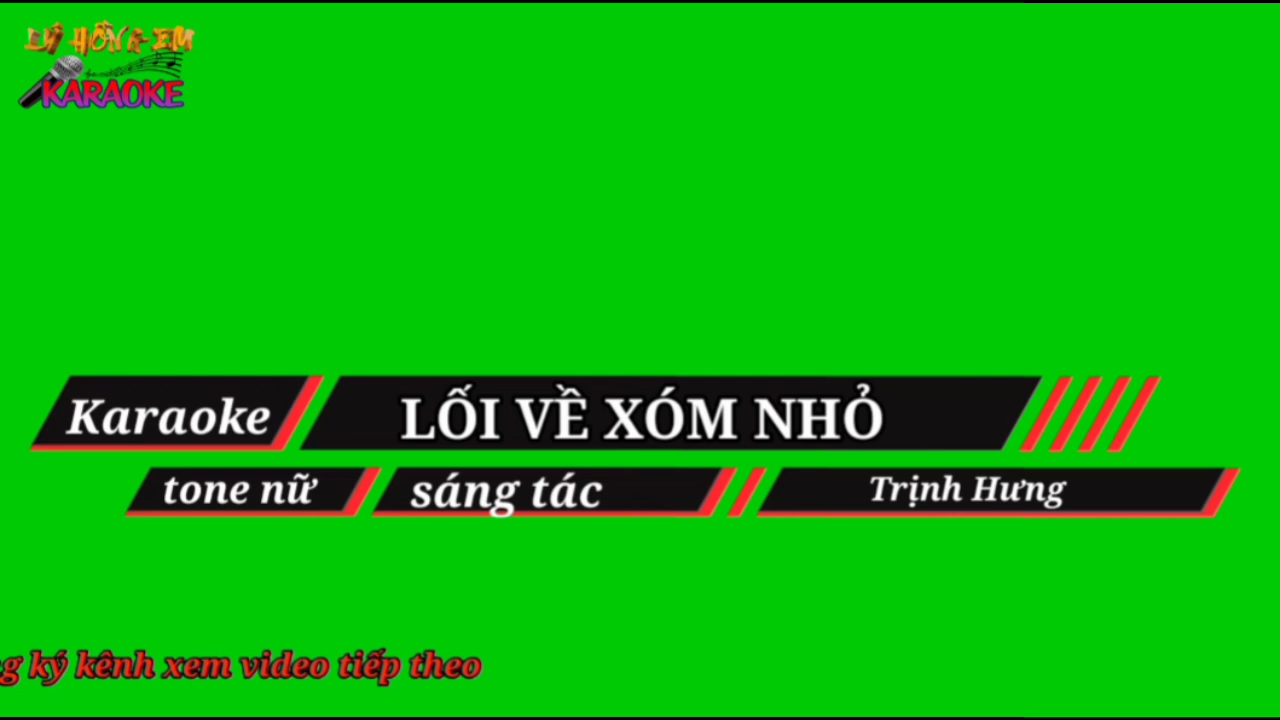 LÝ HỒNG EM
KARAOKE
Karaoke
LỐI VỀ XÓM NHỎ
tone nữ
sáng tác
Trịnh Hưng
ký kênh xem video tiếp theo